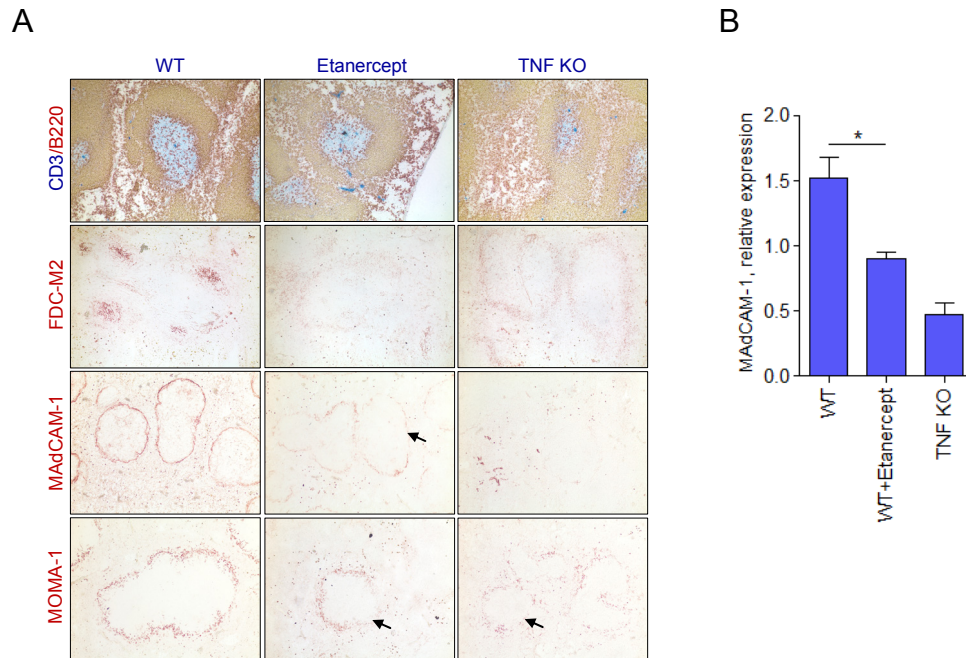 A
B
WT
Etanercept
TNF KO
CD3/B220
FDC-M2
MAdCAM-1
MOMA-1
MAdCAM-1, relative expression
2.0
1.5
1.0
0.5
0.0
*
WT
WT+Etanercept
TNF KO